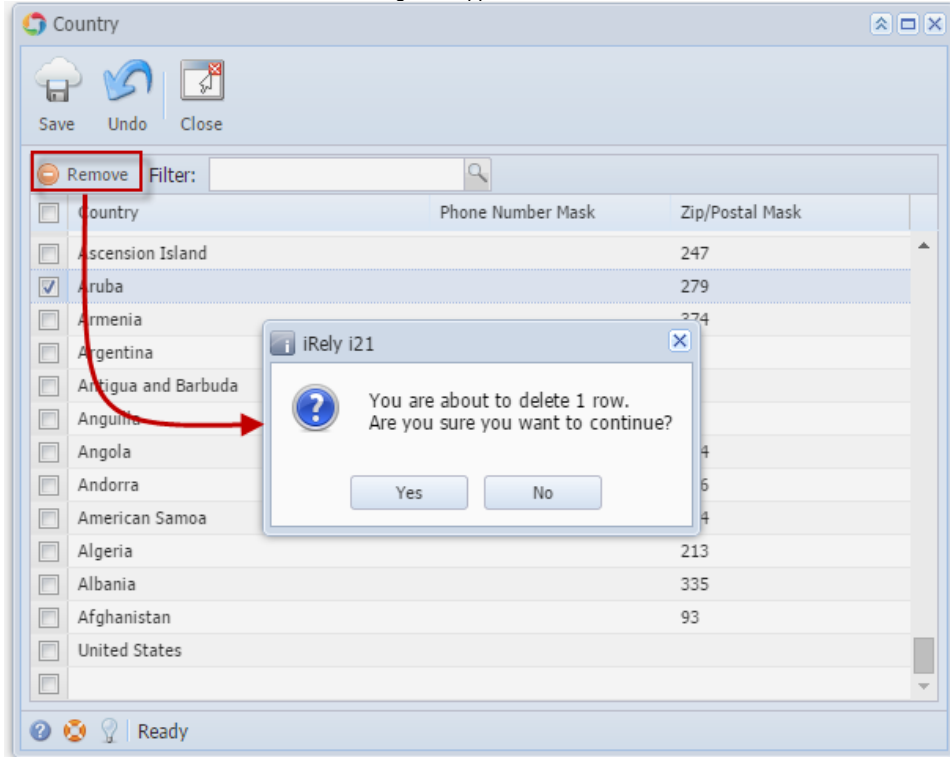 Country
Save Undo Close
Remove Filter:
Country Phone Number Mask Zip/Postal Mask
Ascension Island 247
Aruba 279
Armenia 374
Argentina
Antigua and Barbuda
Anguilla
Angola
Andorra
American Samoa
Algeria 213
Albania 335
Afghanistan 93
United States
iRely i21
You are about to delete 1 row.
Are you sure you want to continue?
Yes No
Ready